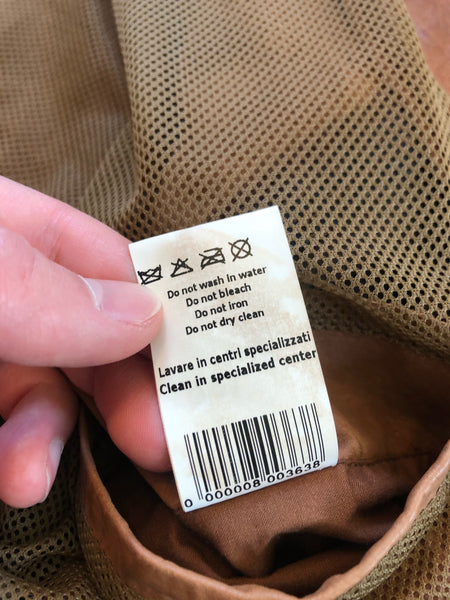 Do not wash in water
Do not bleach
Do not iron
Do not dry clean
Lavare in centri specializzati
Clean in specialized center
0 000008 003638